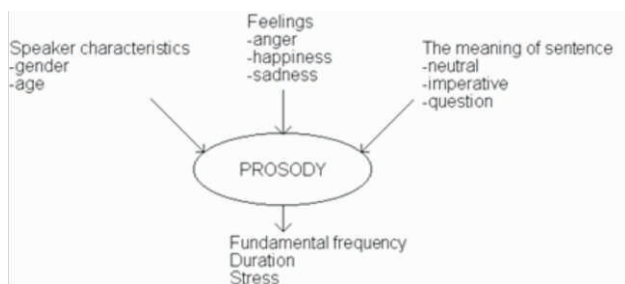 Feelings
-anger
-happiness
-sadness
Speaker characteristics
-gender
-age
The meaning of sentence
-neutral
-imperative
-question
PROSODY
Fundamental frequency
Duration
Stress